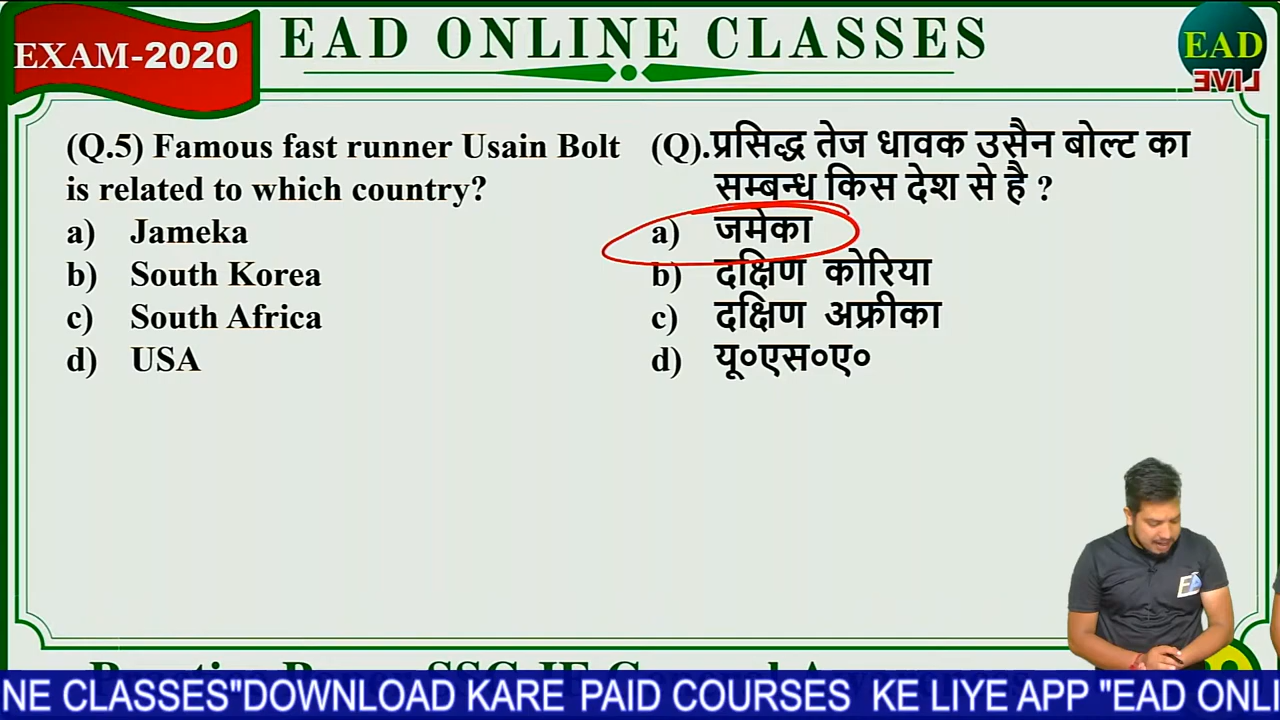 EXAM-2020
EAD ONLINE CLASSES
EAD
LIVE
(Q.5) Famous fast runner Usain Bolt
is related to which country?
a) Jameka
b) South Korea
c) South Africa
d) USA
(Q).प्रसिद्ध तेज धावक उसैन बोल्ट का
सम्बन्ध किस देश से है ?
a) जमेका
b) दक्षिण कोरिया
c) दक्षिण अफ्रीका
d) यू०एस०ए०
NE CLASSES"DOWNLOAD KARE PAID COURSES KE LIYE APP "EAD ONLI